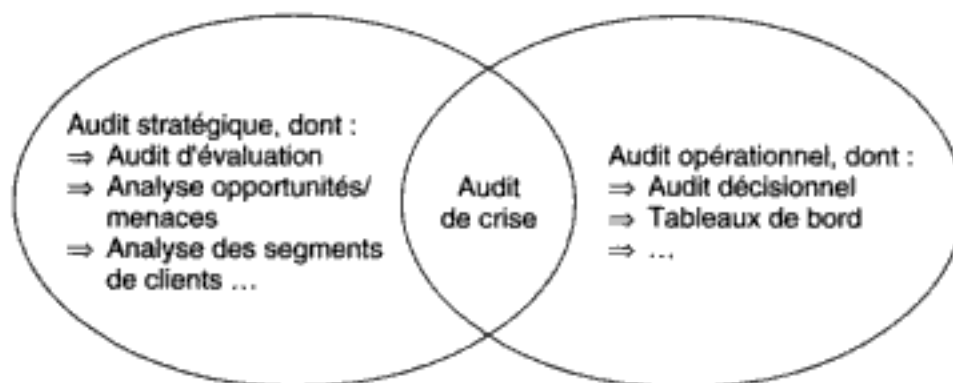 Audit stratégique, dont :
⇒ Audit d'évaluation
⇒ Analyse opportunités/
menaces
⇒ Analyse des segments
de clients ...
Audit
de crise
Audit opérationnel, dont :
⇒ Audit décisionnel
⇒ Tableaux de bord
⇒ ...